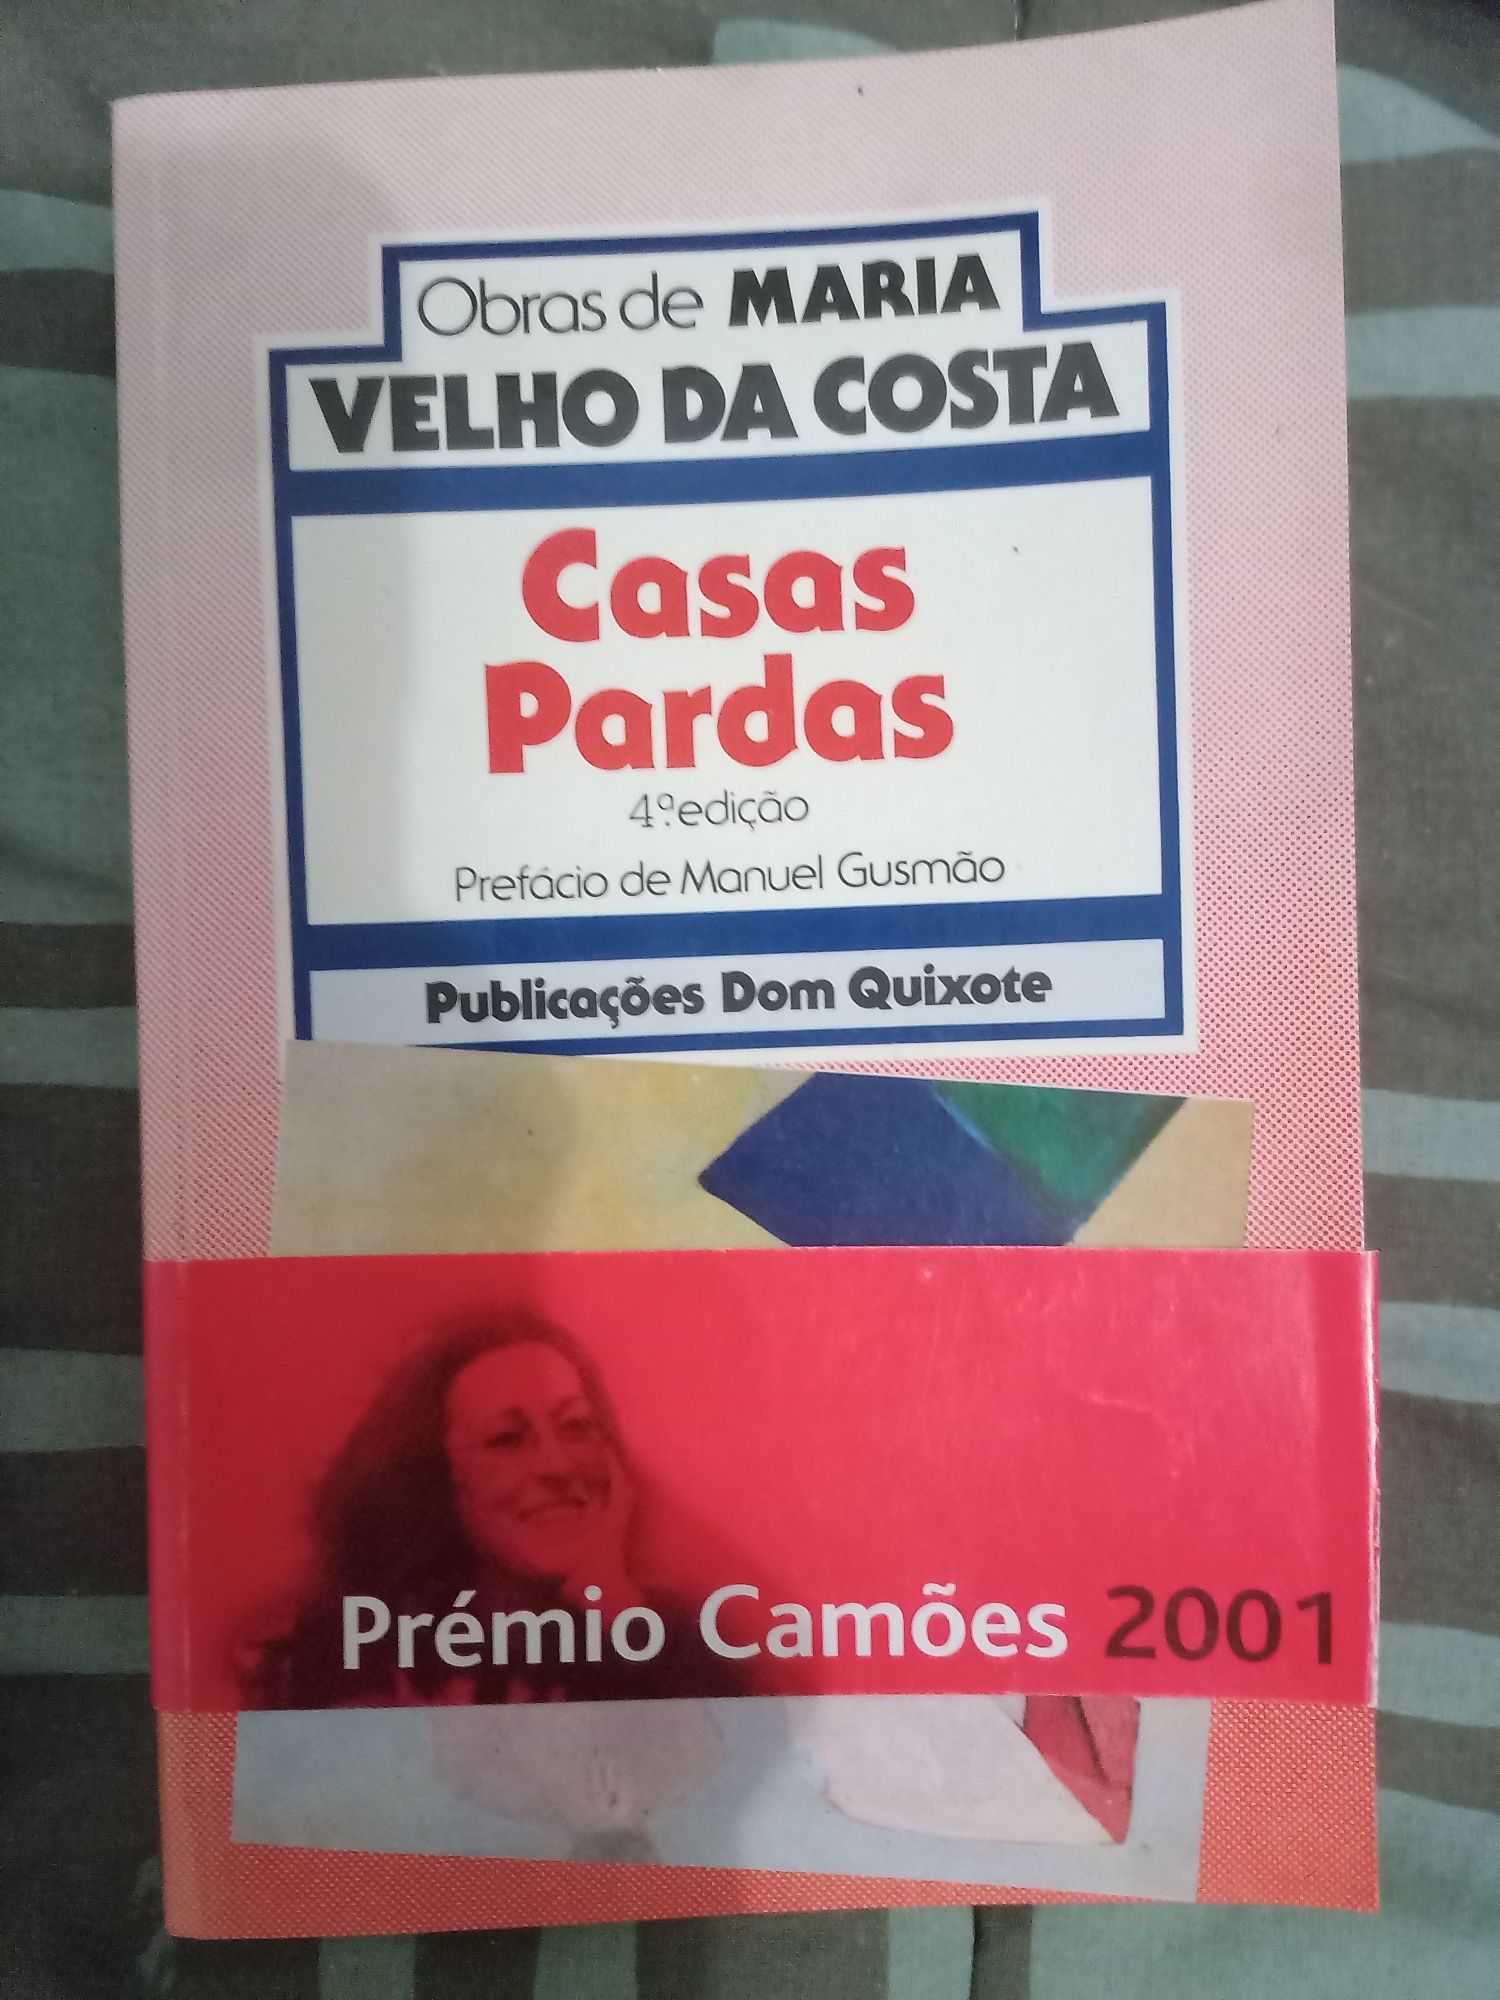 Obras de MARIA
VELHO DA COSTA
Casas
Pardas
4ª edição
Prefácio de Manuel Gusmão
Publicações Dom Quixote
Prémio Camões 2001